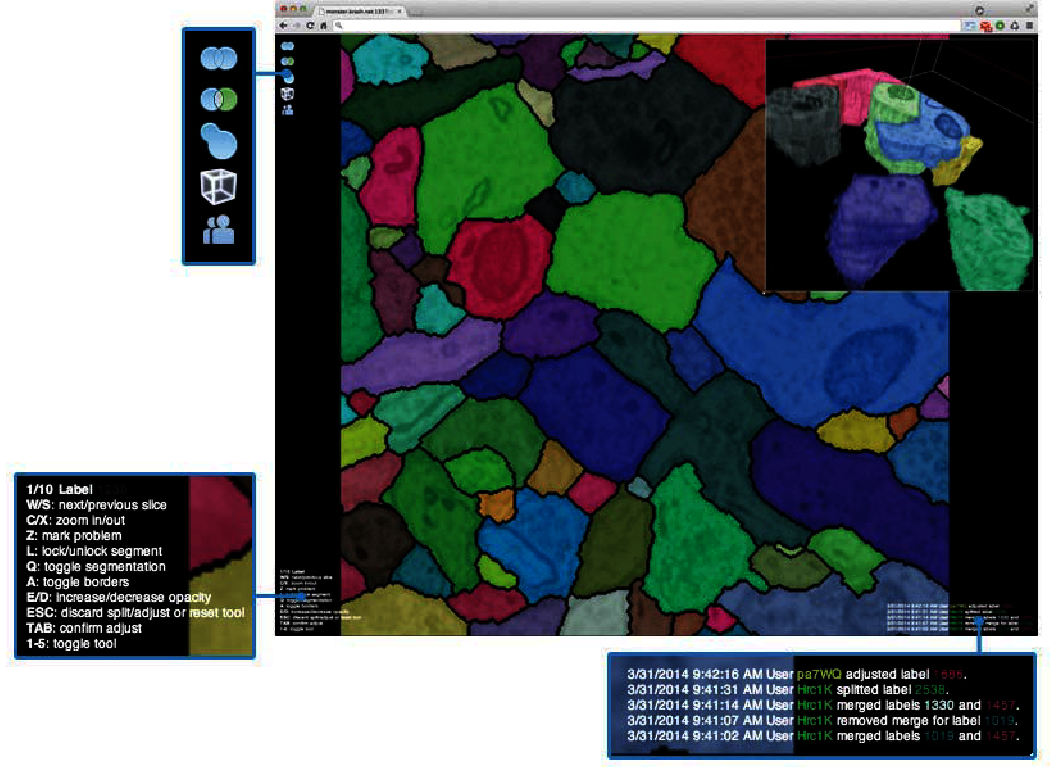 1/10 Label
W/S: next/previous slice
C/X: zoom in/out
Z: mark problem
L: lock/unlock segment
Q: toggle segmentation
A: toggle borders
E/D: increase/decrease opacity
ESC: discard split/adjust or reset tool
TAB: confirm adjust
1-5: toggle tool
3/31/2014 9:42:16 AM User pa7WQ adjusted label
3/31/2014 9:41:31 AM User Hrc1K splitted label 2538.
3/31/2014 9:41:14 AM User Hrc1K merged labels 1330 and 1457.
3/31/2014 9:41:07 AM User Hrc1K removed merge for label 1019.
3/31/2014 9:41:02 AM User Hrc1K merged labels 1019 and 1457.